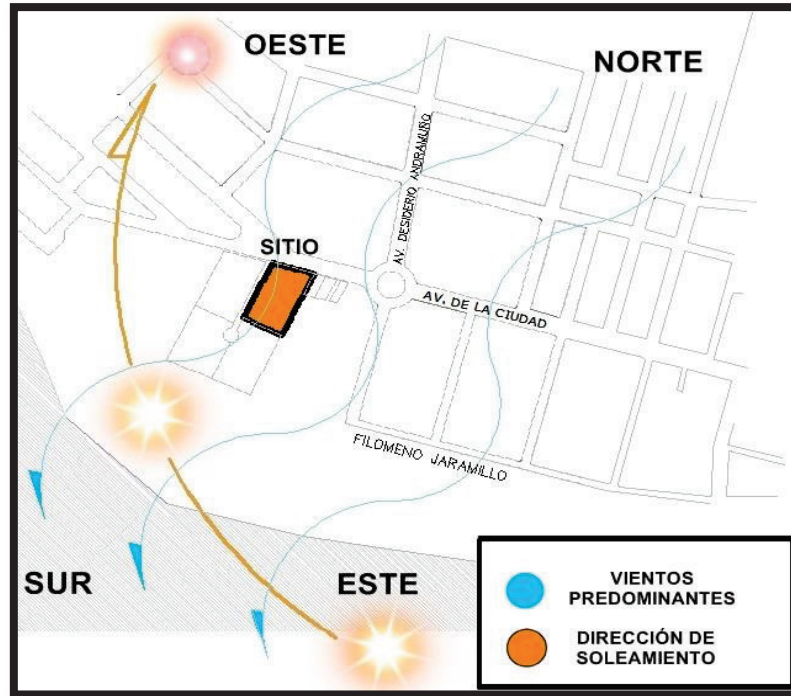 OESTE
NORTE
AV. DESIDERIO ANDRAMUÑO
SITIO
AV. DE LA CIUDAD
FILOMENO JARAMILLO
SUR
ESTE
VIENTOS
PREDOMINANTES
DIRECCIÓN DE
SOLEAMIENTO